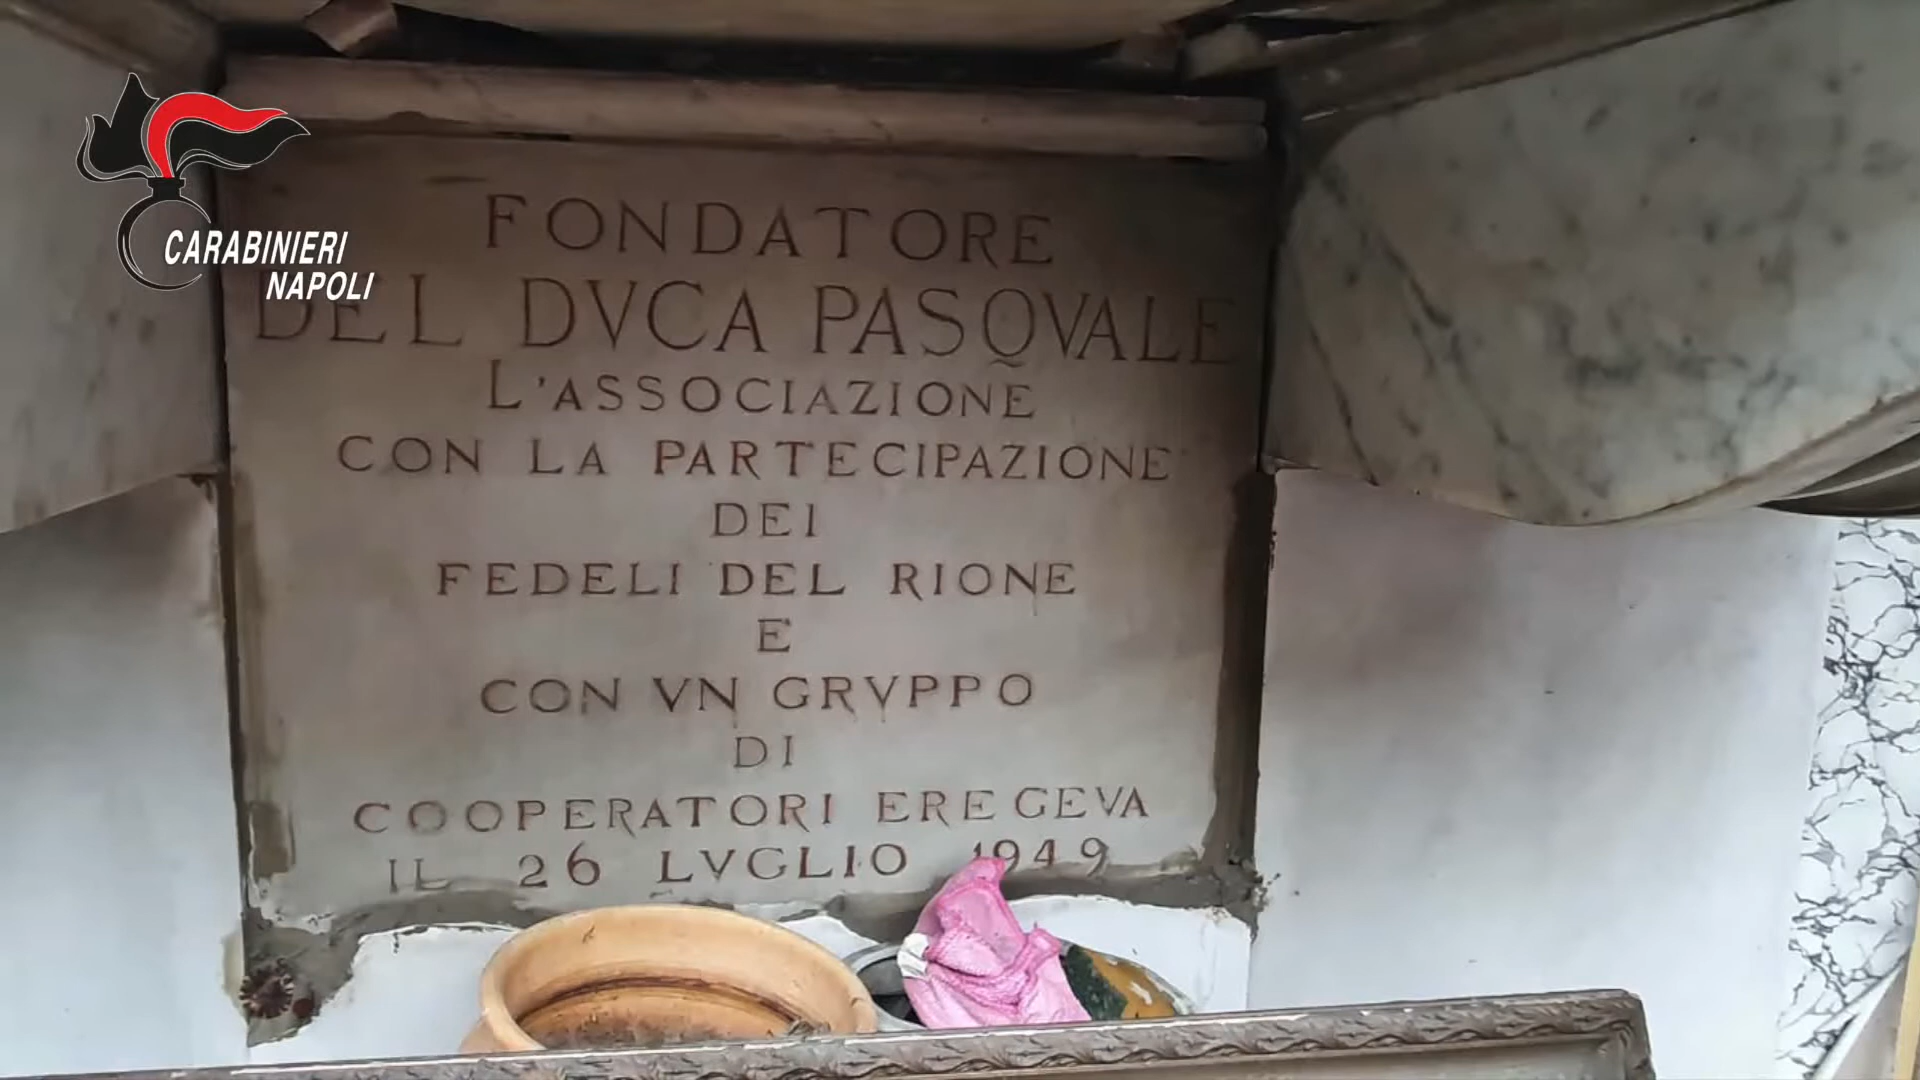 CARABINIERI
NAPOLI
FONDATORE
DEL DVCA PASQVALE
L'ASSOCIAZIONE
CON LA PARTECIPAZIONE
DEI
FEDELI DEL RIONE
E
CON VN GRVPPO
DI
COOPERATORI EREGEVA
IL 26 LVGLIO 1949